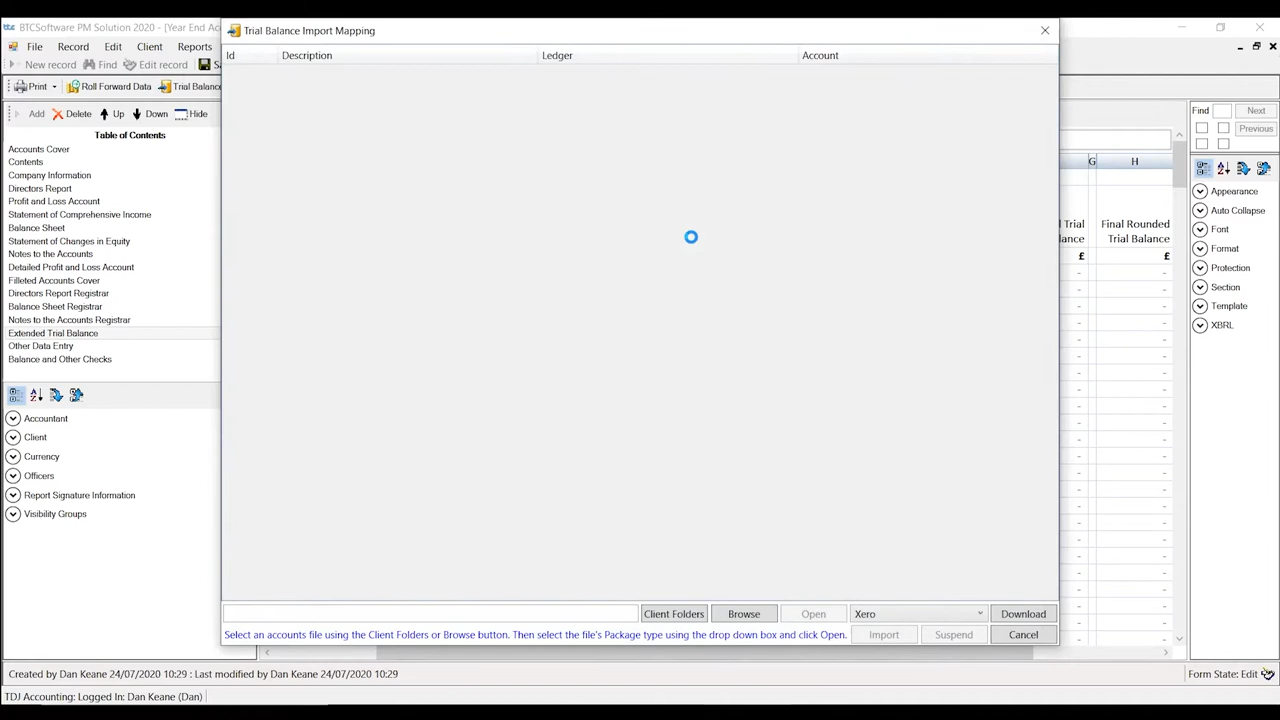 BTCSoftware PM Solution 2020 - [Year End Acc
Trial Balance Import Mapping
File Record Edit Client Reports
Id Description Ledger Account
New record Find Edit record
Print Roll Forward Data Trial Balance
Add Delete Up Down Hide
Find Next
Previous
Table of Contents
Accounts Cover
Contents
Company Information
Directors Report
Profit and Loss Account
Statement of Comprehensive Income
Balance Sheet
Statement of Changes in Equity
Notes to the Accounts
Detailed Profit and Loss Account
Filleted Accounts Cover
Directors Report Registrar
Balance Sheet Registrar
Notes to the Accounts Registrar
Extended Trial Balance
Other Data Entry
Balance and Other Checks
Accountant
Client
Currency
Officers
Report Signature Information
Visibility Groups
G H
Trial Final Rounded
lance Trial Balance
£ £
Appearance
Auto Collapse
Font
Format
Protection
Section
Template
XBRL
Client Folders Browse Open Xero Download
Select an accounts file using the Client Folders or Browse button. Then select the file's Package type using the drop down box and click Open. Import Suspend Cancel
Created by Dan Keane 24/07/2020 10:29 : Last modified by Dan Keane 24/07/2020 10:29
Form State: Edit
TDJ Accounting: Logged In: Dan Keane (Dan)